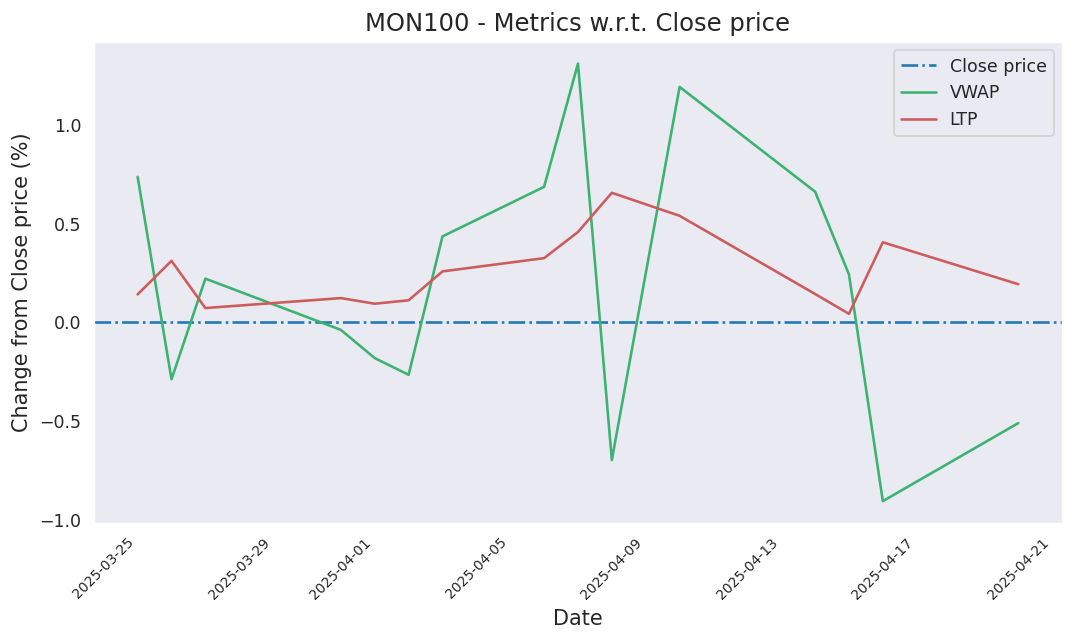 MON100 - Metrics w.r.t. Close price
Close price
VWAP
LTP
Change from Close price (%)
1.0
0.5
0.0
−0.5
−1.0
2025-03-25
2025-03-29
2025-04-01
2025-04-05
2025-04-09
2025-04-13
2025-04-17
2025-04-21
Date